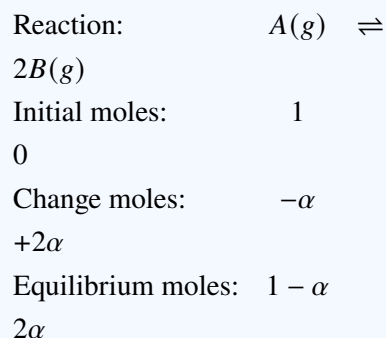 Reaction: A(g) ⇌
2B(g)
Initial moles: 1
0
Change moles: −α
+2α
Equilibrium moles: 1 − α
2α